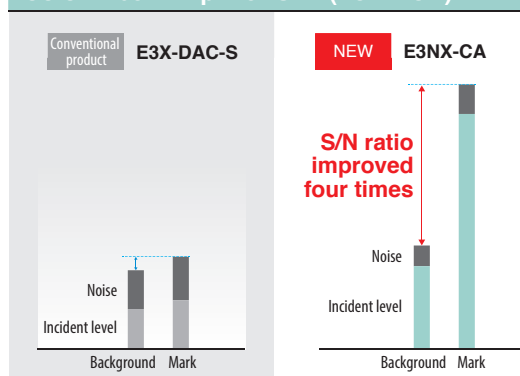 Conventional
product
E3X-DAC-S
Noise
Incident level
Background Mark
NEW
E3NX-CA
S/N ratio
improved
four times
Noise
Incident level
Background Mark